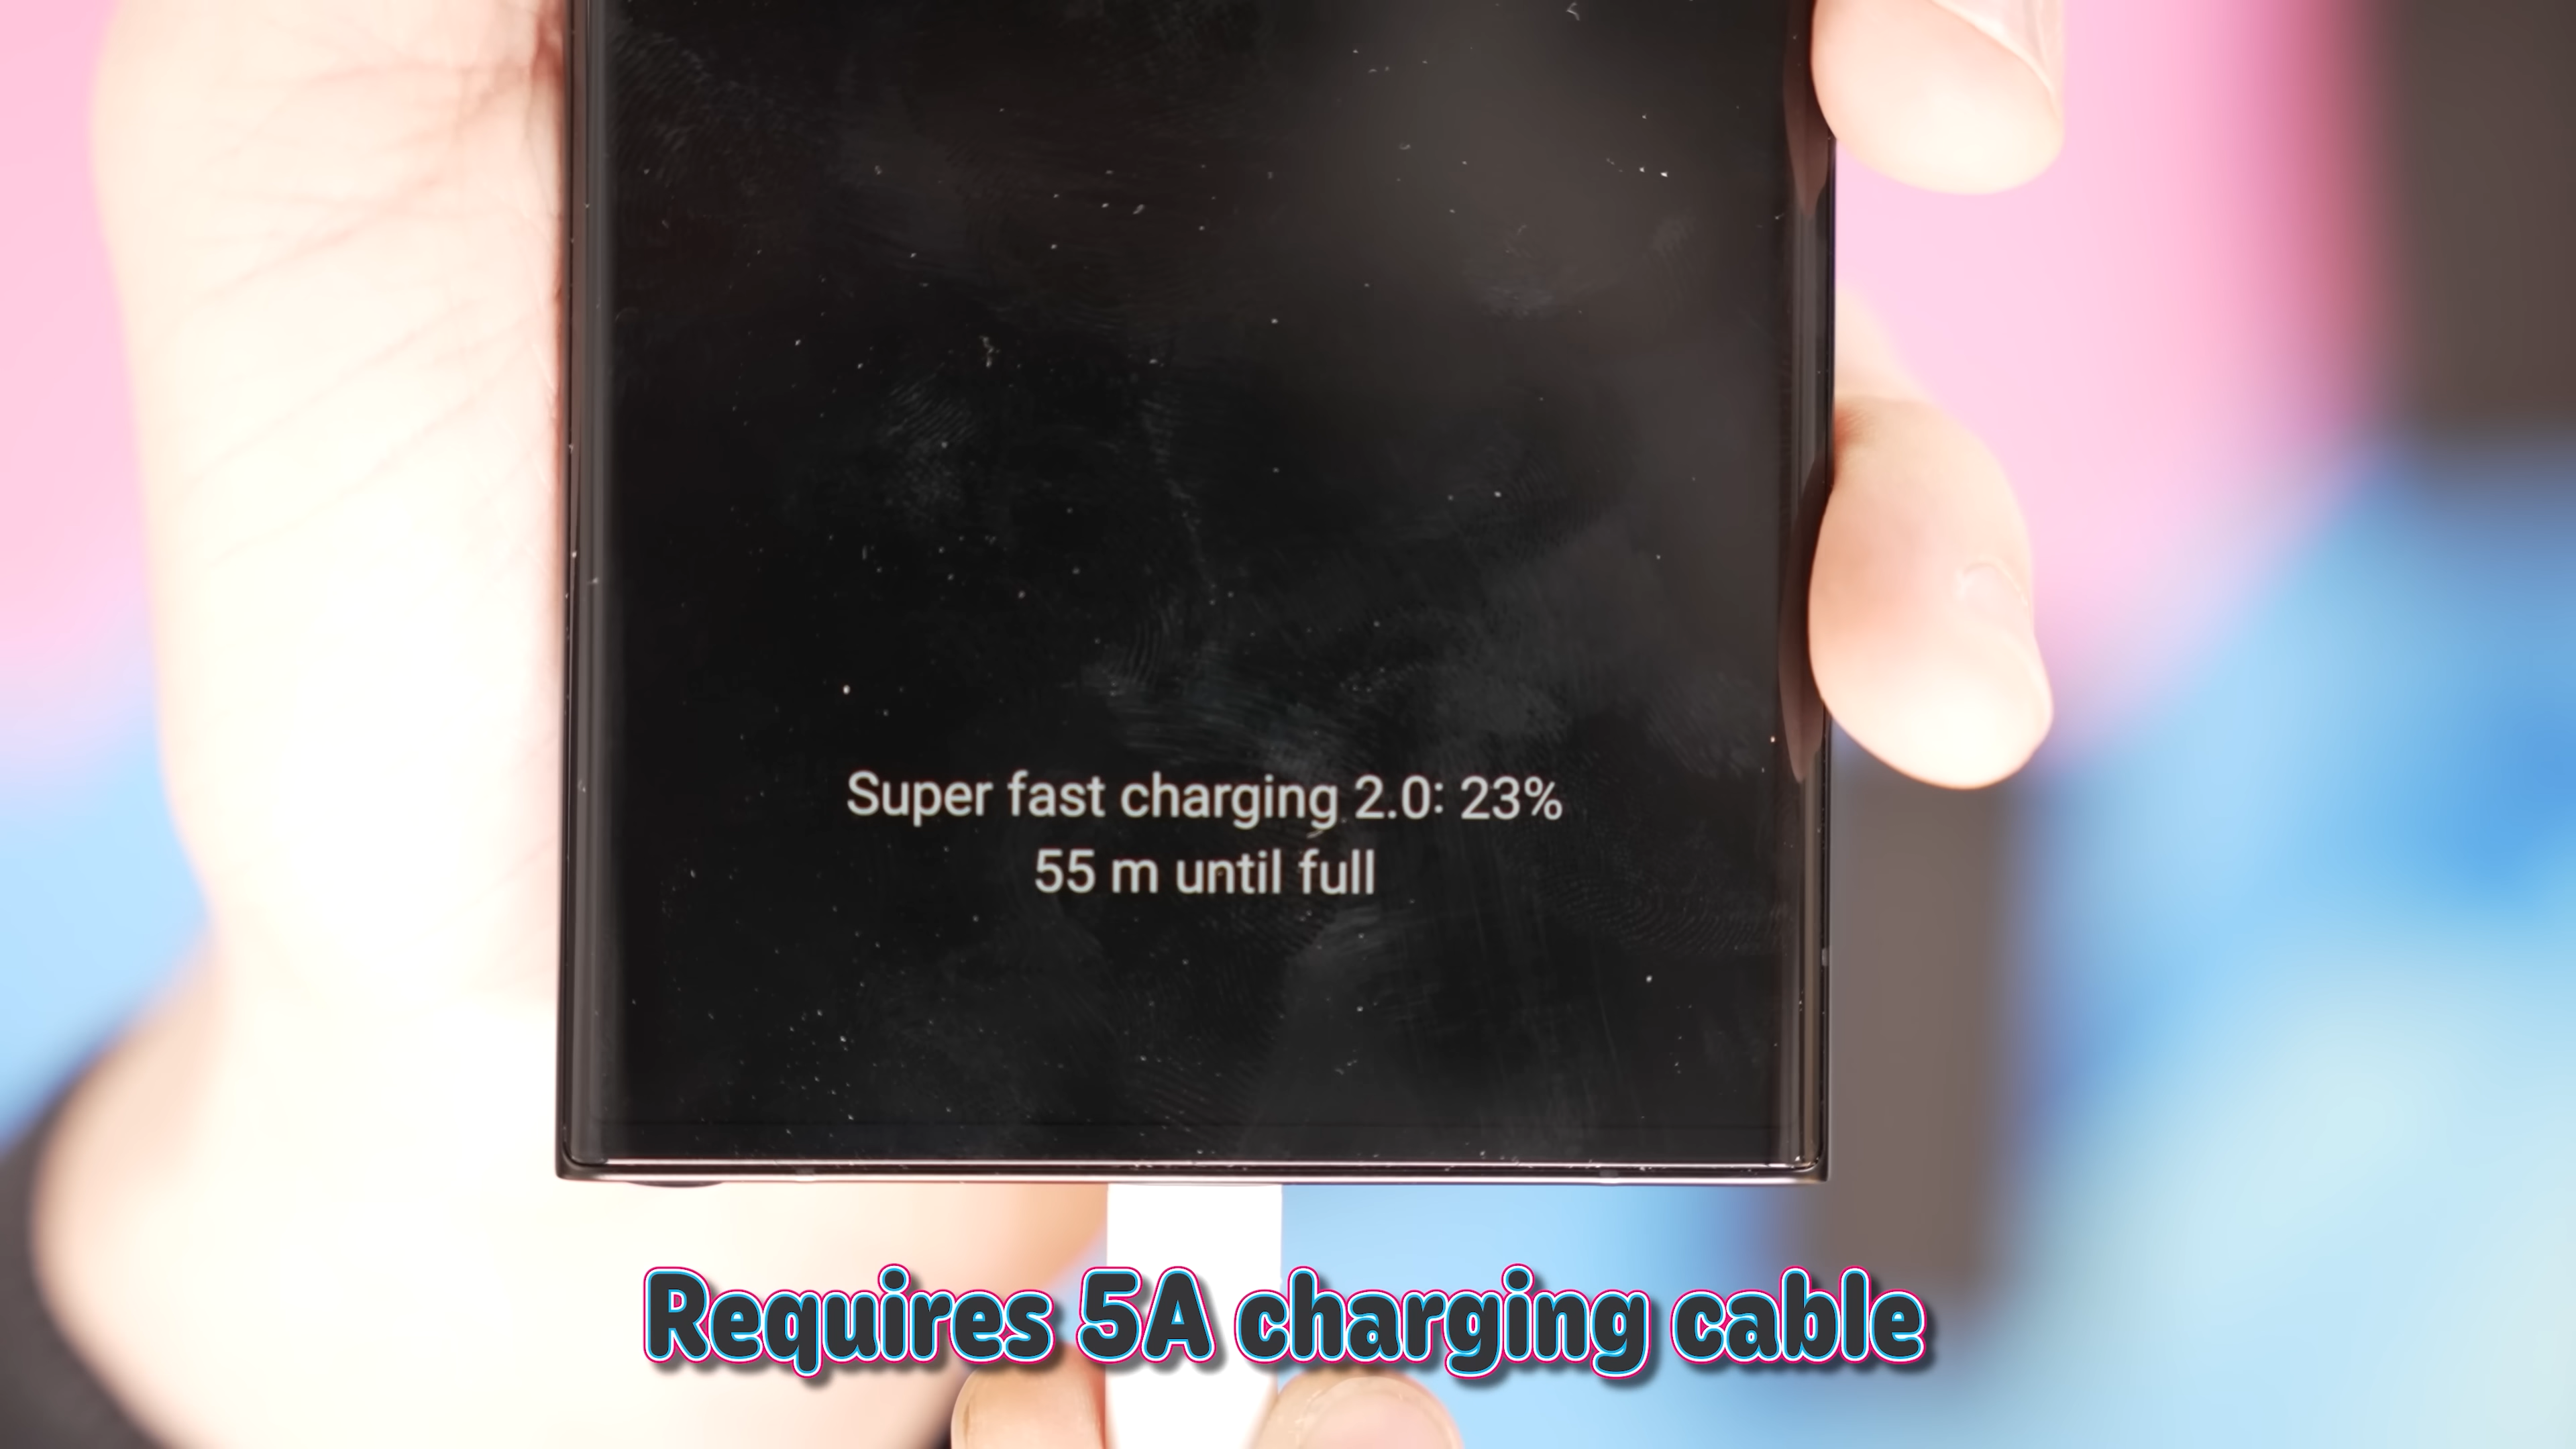 Super fast charging 2.0: 23%
55 m until full
Requires 5A charging cable